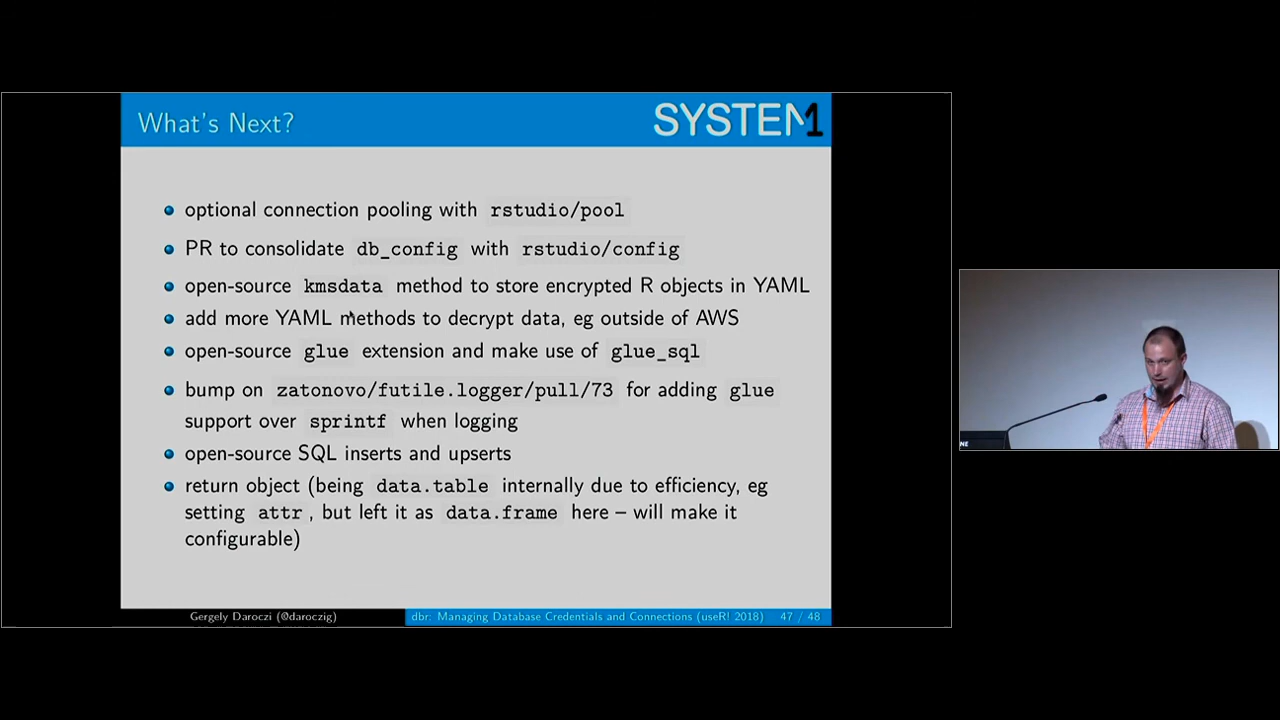 What's Next?
SYSTEM1
optional connection pooling with rstudio/pool
PR to consolidate db_config with rstudio/config
open-source kmsdata method to store encrypted R objects in YAML
add more YAML methods to decrypt data, eg outside of AWS
open-source glue extension and make use of glue_sql
bump on zatonovo/futile.logger/pull/73 for adding glue
support over sprintf when logging
open-source SQL inserts and upserts
return object (being data.table internally due to efficiency, eg
setting attr, but left it as data.frame here – will make it
configurable)
Gergely Daroczi (@daroczig)
dbr: Managing Database Credentials and Connections (useR! 2018) 47 / 48
NE